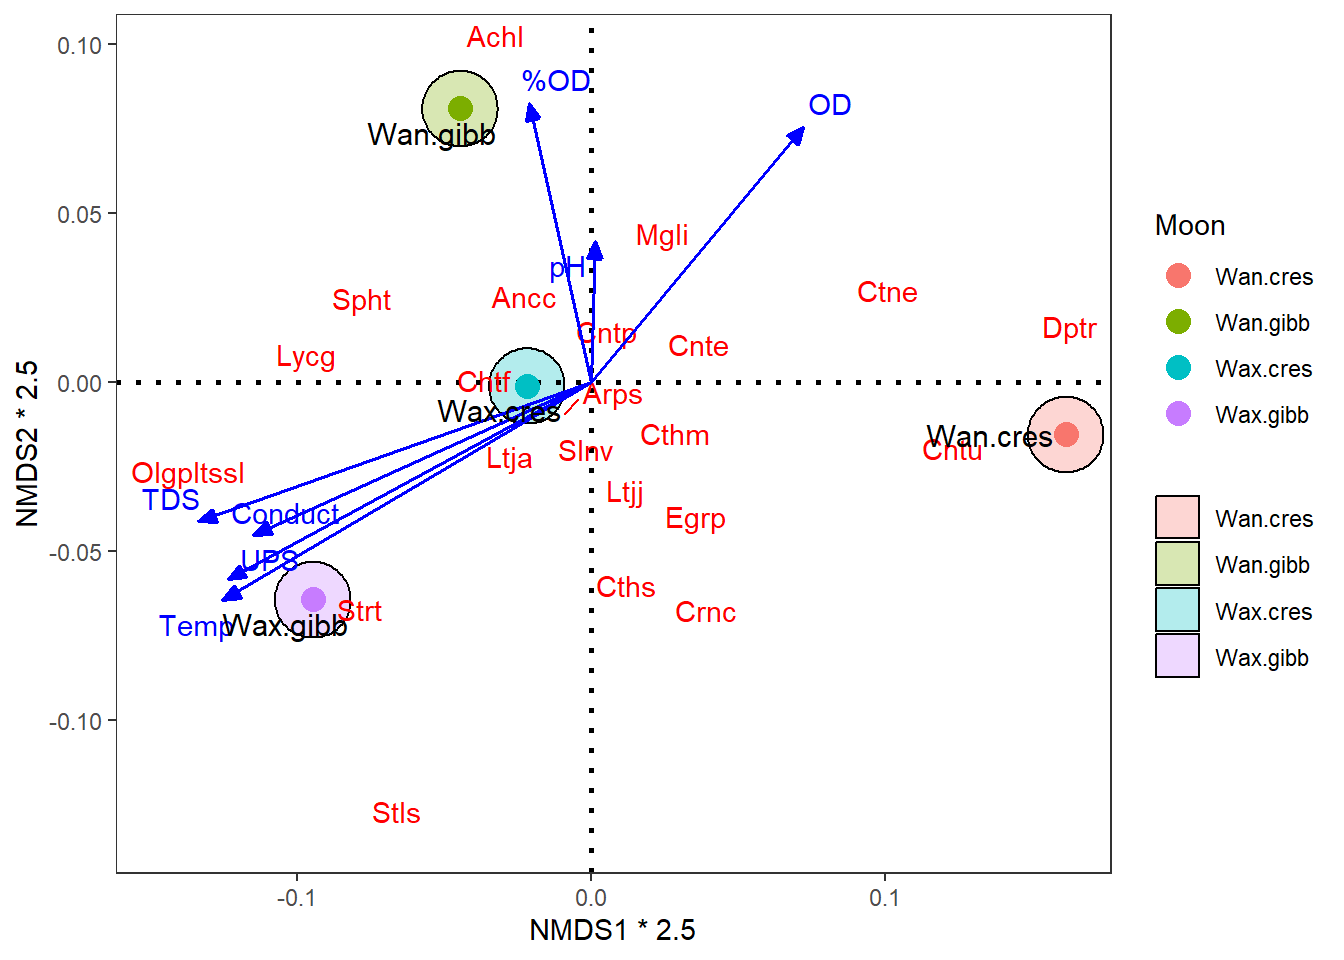 Achl
0.10
%OD
OD
Wan.gibb
0.05
Mgli
Moon
pH
Wan.cres
Spht
Ancc
Ctne
Wan.gibb
Cntp
Dptr
Lycg
Cnte
Wax.cres
0.00
Chtf
Arps
Wax.gibb
Wax.cres
NMDS2 * 2.5
Cthm
Wan.cres
Slnv
Cntu
Ltja
Olgpltssl
TDS
Ltjj
Conduct
Egrp
Wan.cres
-0.05
UPS
Wan.gibb
Cths
Strt
Crnc
Wax.cres
Temp
Wax.gibb
Wax.gibb
-0.10
Stls
-0.1
0.0
0.1
NMDS1 * 2.5